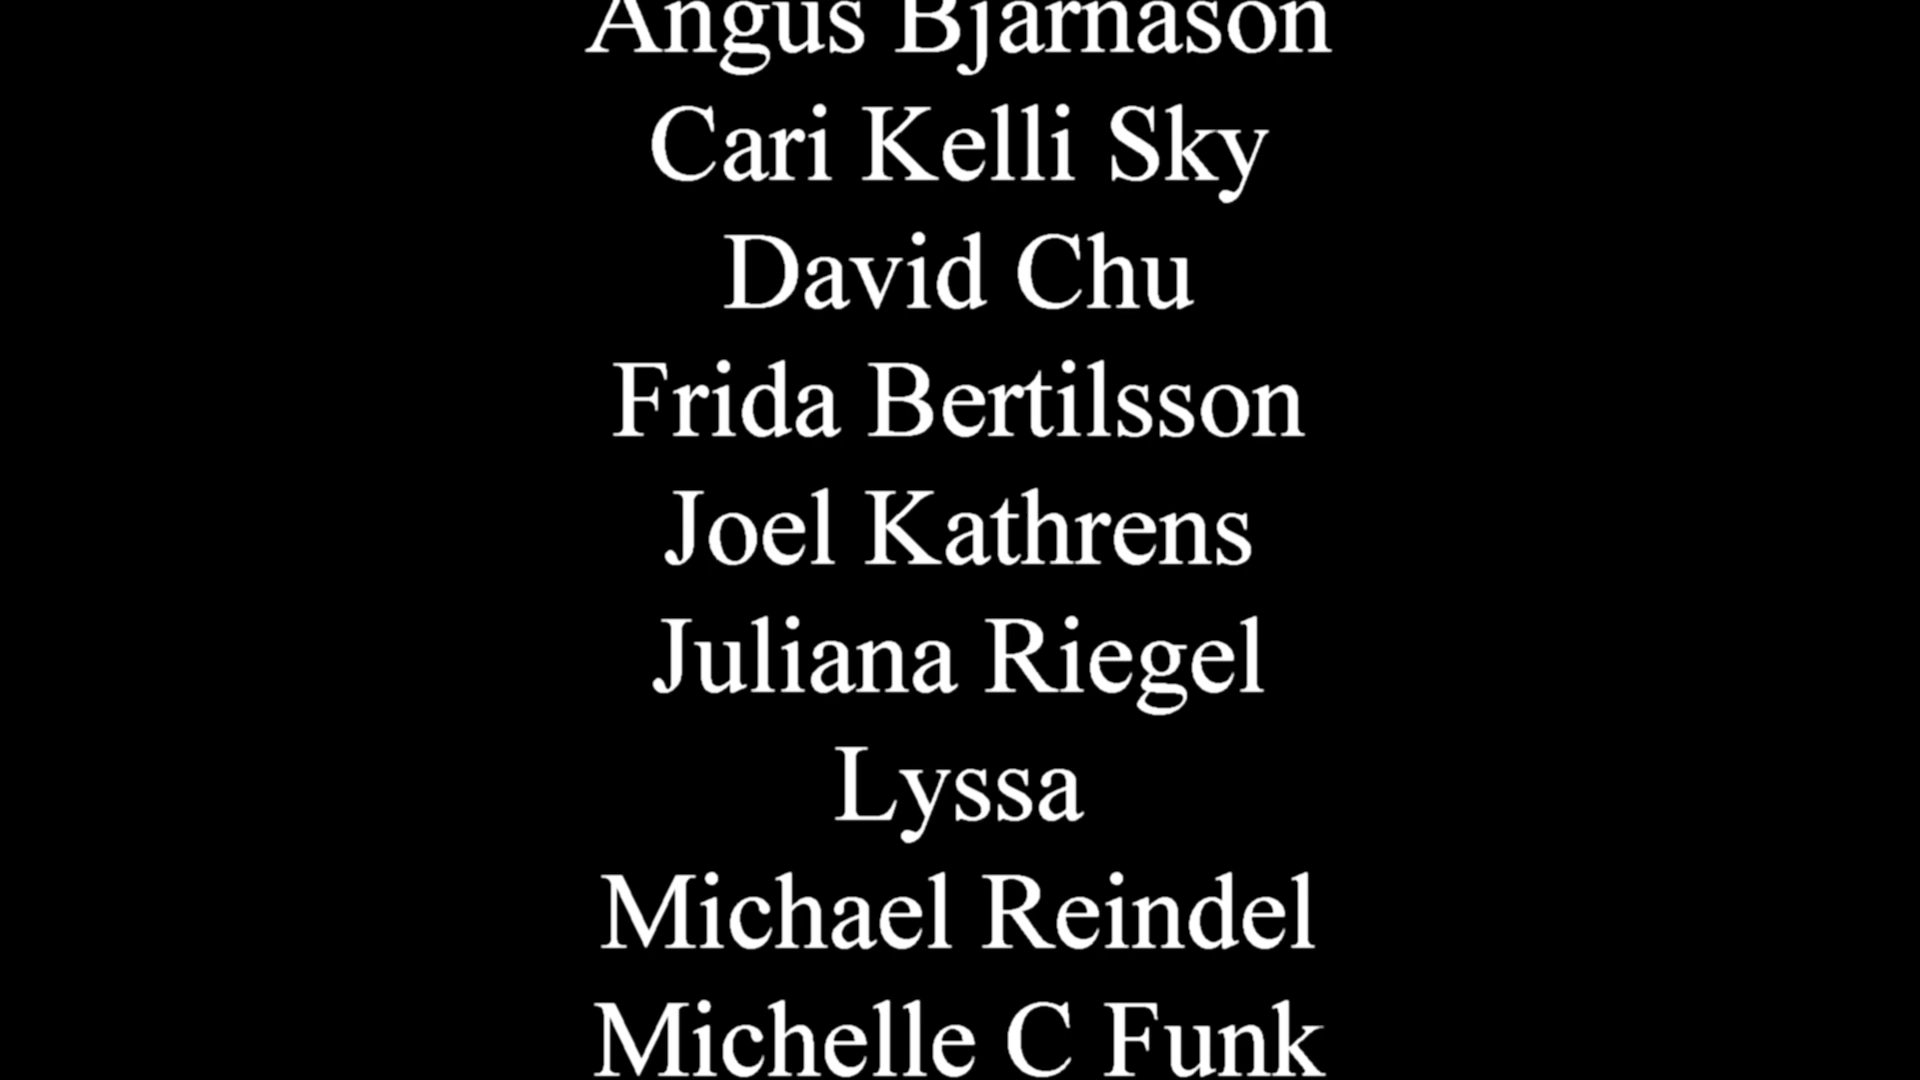 Angus Bjarnason
Cari Kelli Sky
David Chu
Frida Bertilsson
Joel Kathrens
Juliana Riegel
Lyssa
Michael Reindel
Michelle C Funk